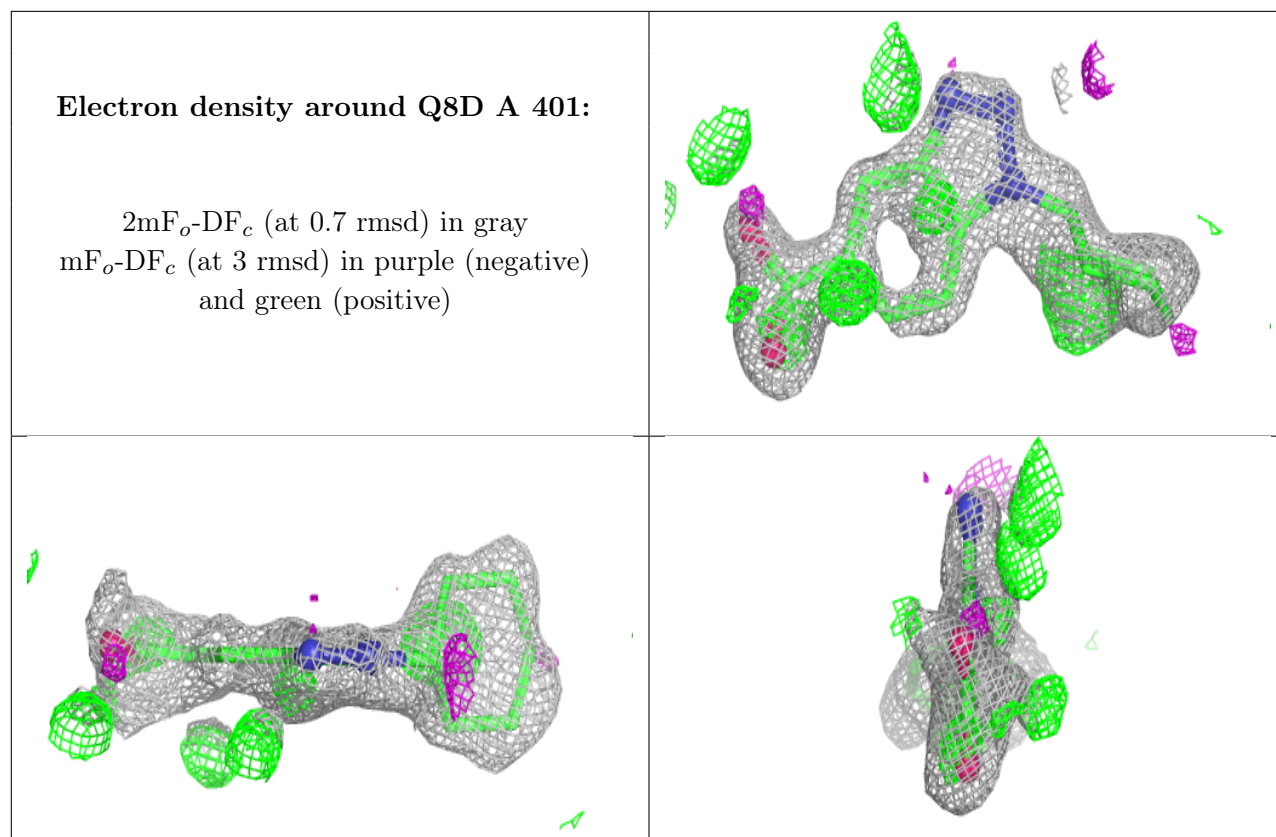 Electron density around Q8D A 401:
2mFₒ-DF𝒸 (at 0.7 rmsd) in gray
mFₒ-DF𝒸 (at 3 rmsd) in purple (negative)
and green (positive)